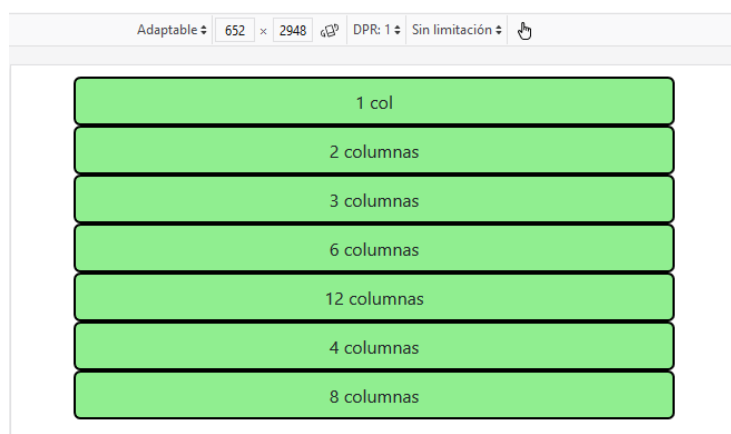 Adaptable 652 × 2948 DPR: 1 Sin limitación
1 col
2 columnas
3 columnas
6 columnas
12 columnas
4 columnas
8 columnas